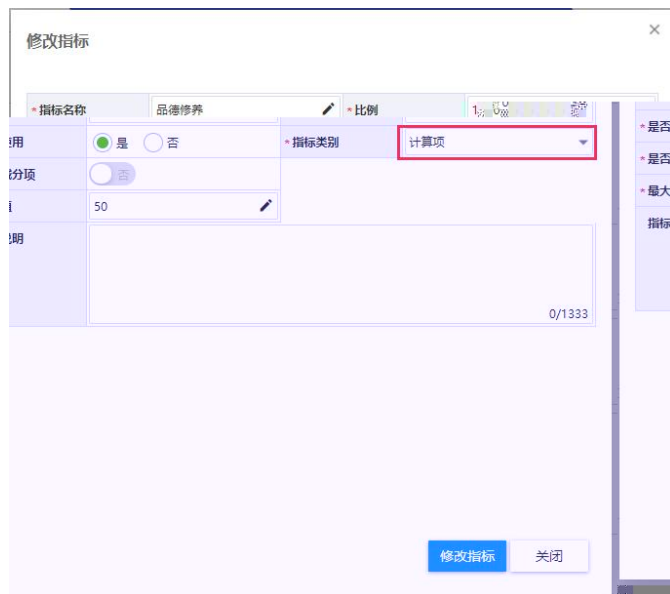 修改指标
×
*指标名称 品德修养 *比例
用 是 否 *指标类别 计算项
分项 否
50
明
0/1333
修改指标 关闭
*是否
*是否
*最大
指标